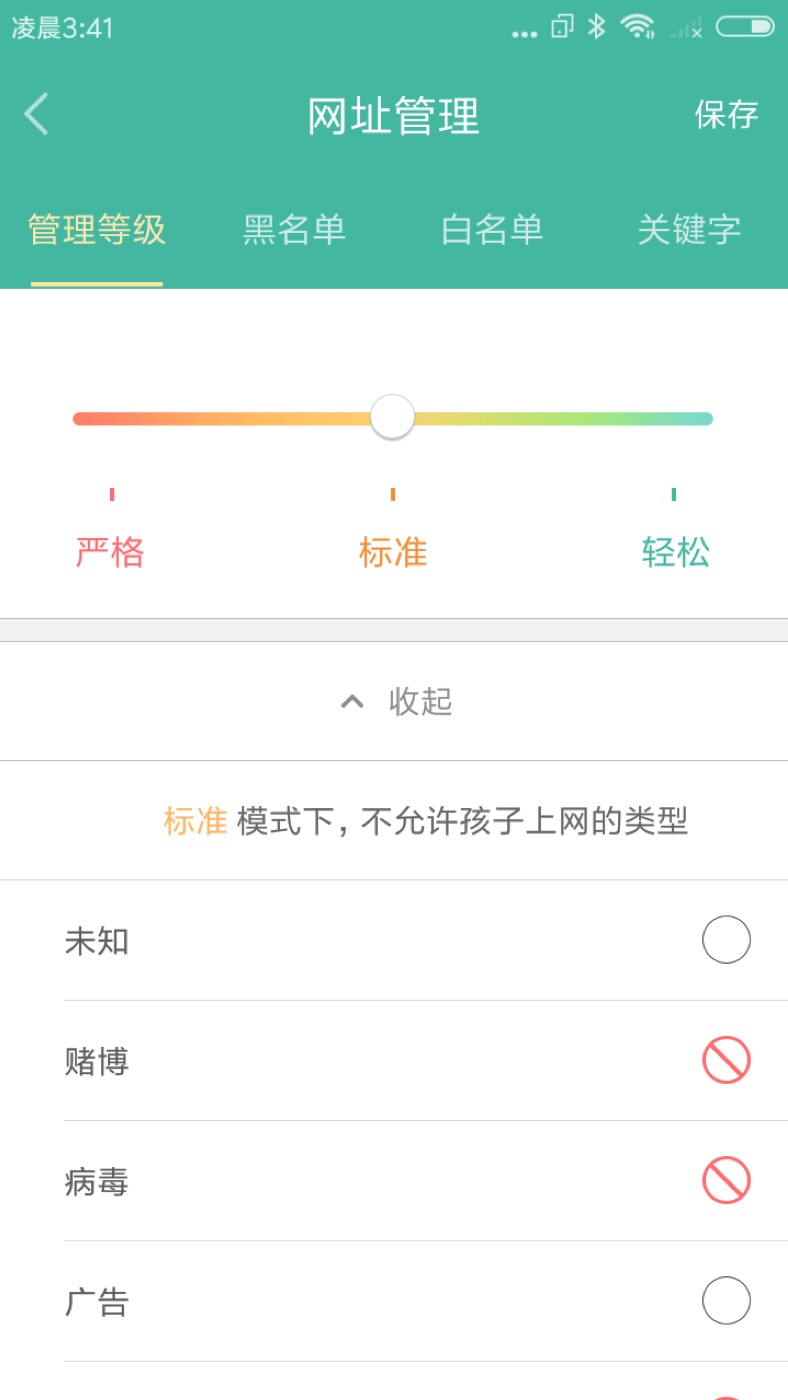 凌晨3:41
网址管理 保存
管理等级 黑名单 白名单 关键字
严格 标准 轻松
收起
标准 模式下，不允许孩子上网的类型
未知
赌博
病毒
广告